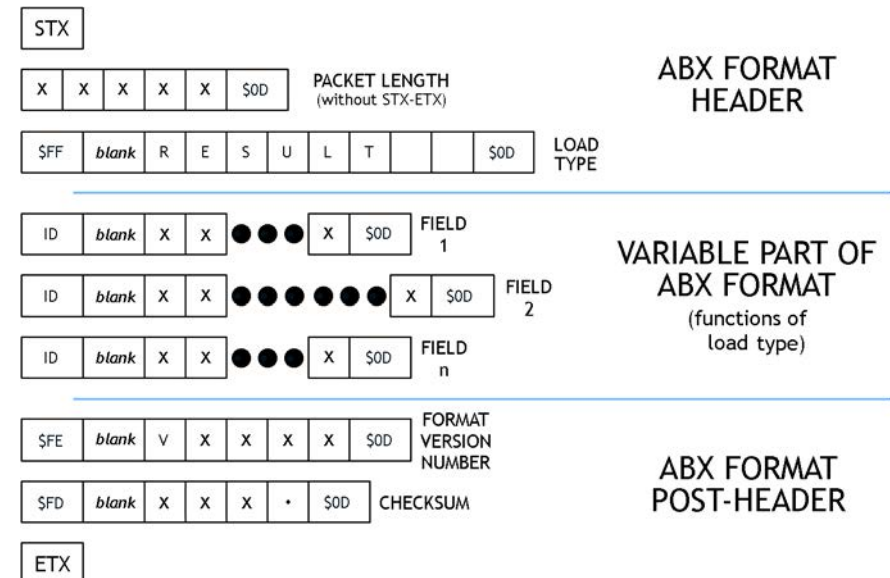 STX
X X X X X $0D PACKET LENGTH
(without STX-ETX)
ABX FORMAT
HEADER
$FF blank R E S U L T $0D LOAD
TYPE
ID blank X X X $0D FIELD
1
ID blank X X X $0D FIELD
2
ID blank X X X $0D FIELD
n
VARIABLE PART OF
ABX FORMAT
(functions of
load type)
$FE blank V X X X X $0D FORMAT
VERSION
NUMBER
$FD blank X X X · $0D CHECKSUM
ABX FORMAT
POST-HEADER
ETX